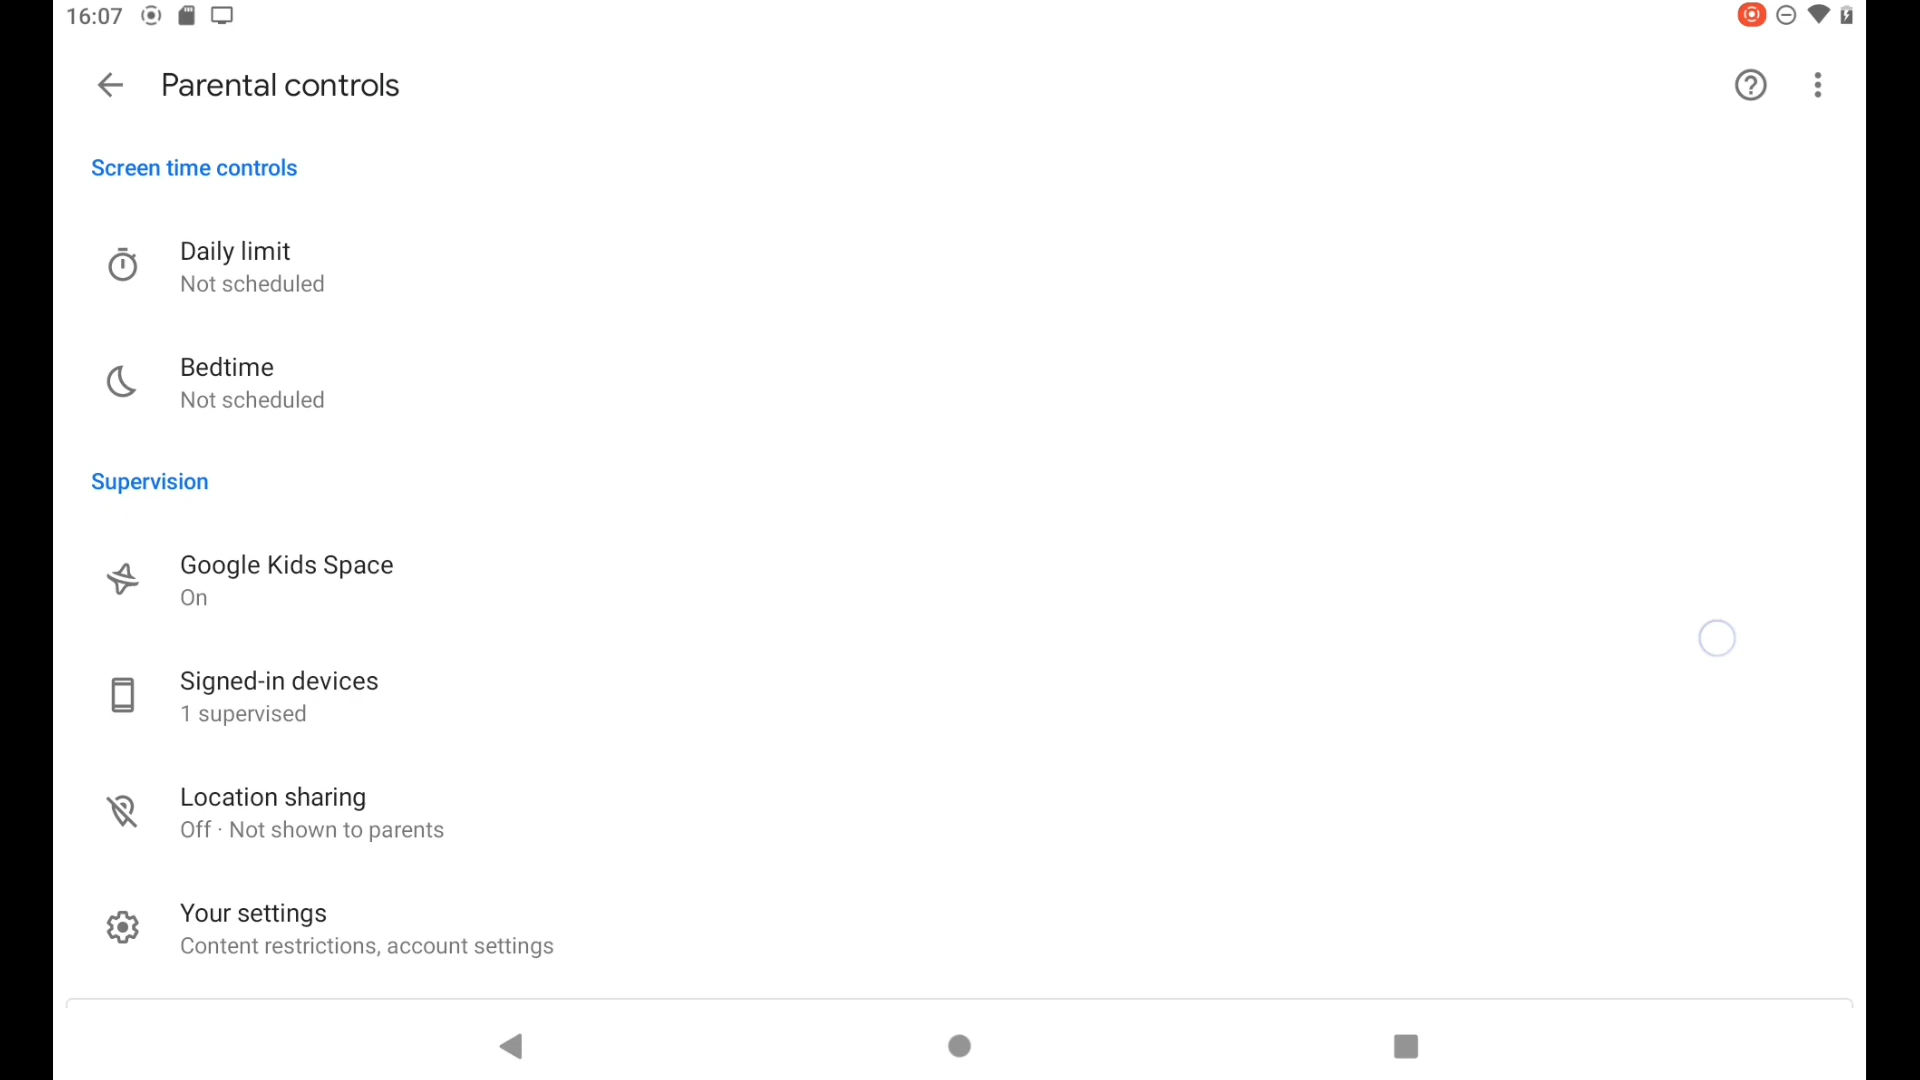 16:07
Parental controls
Screen time controls
Daily limit
Not scheduled
Bedtime
Not scheduled
Supervision
Google Kids Space
On
Signed-in devices
1 supervised
Location sharing
Off · Not shown to parents
Your settings
Content restrictions, account settings